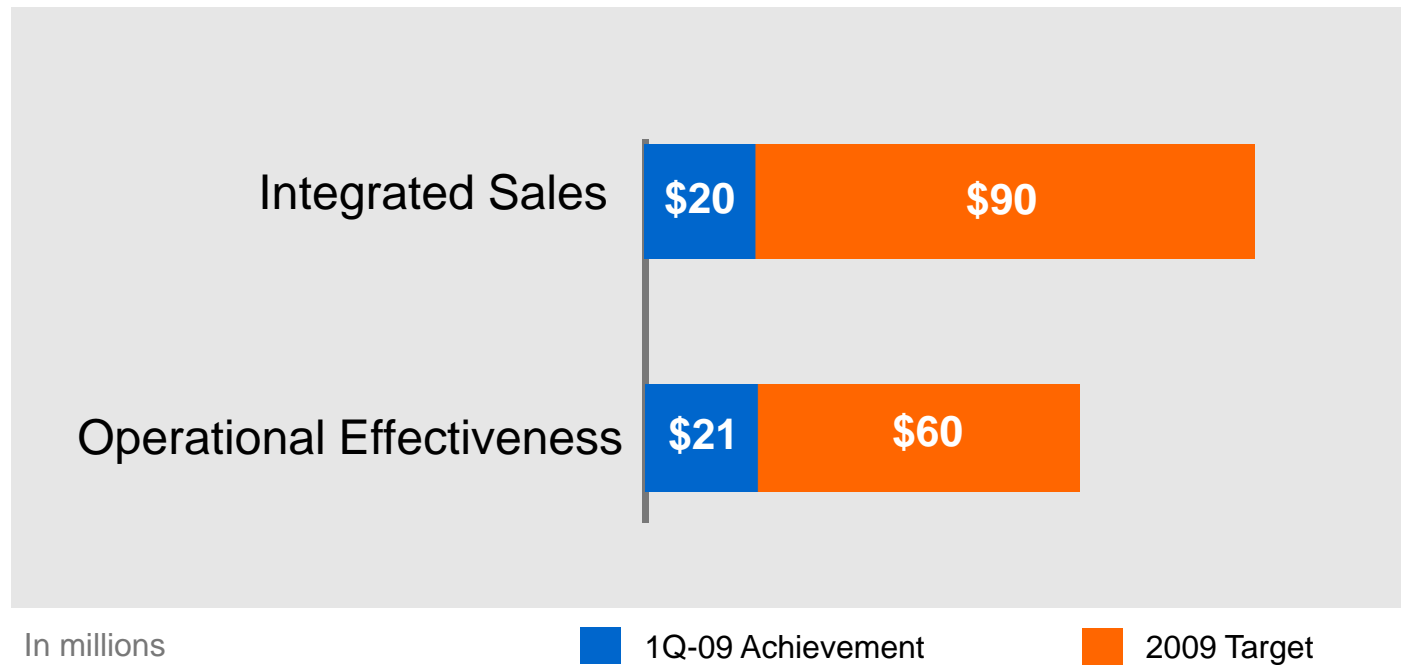 Integrated Sales
$20
$90
Operational Effectiveness
$21
$60
In millions
1Q-09 Achievement
2009 Target